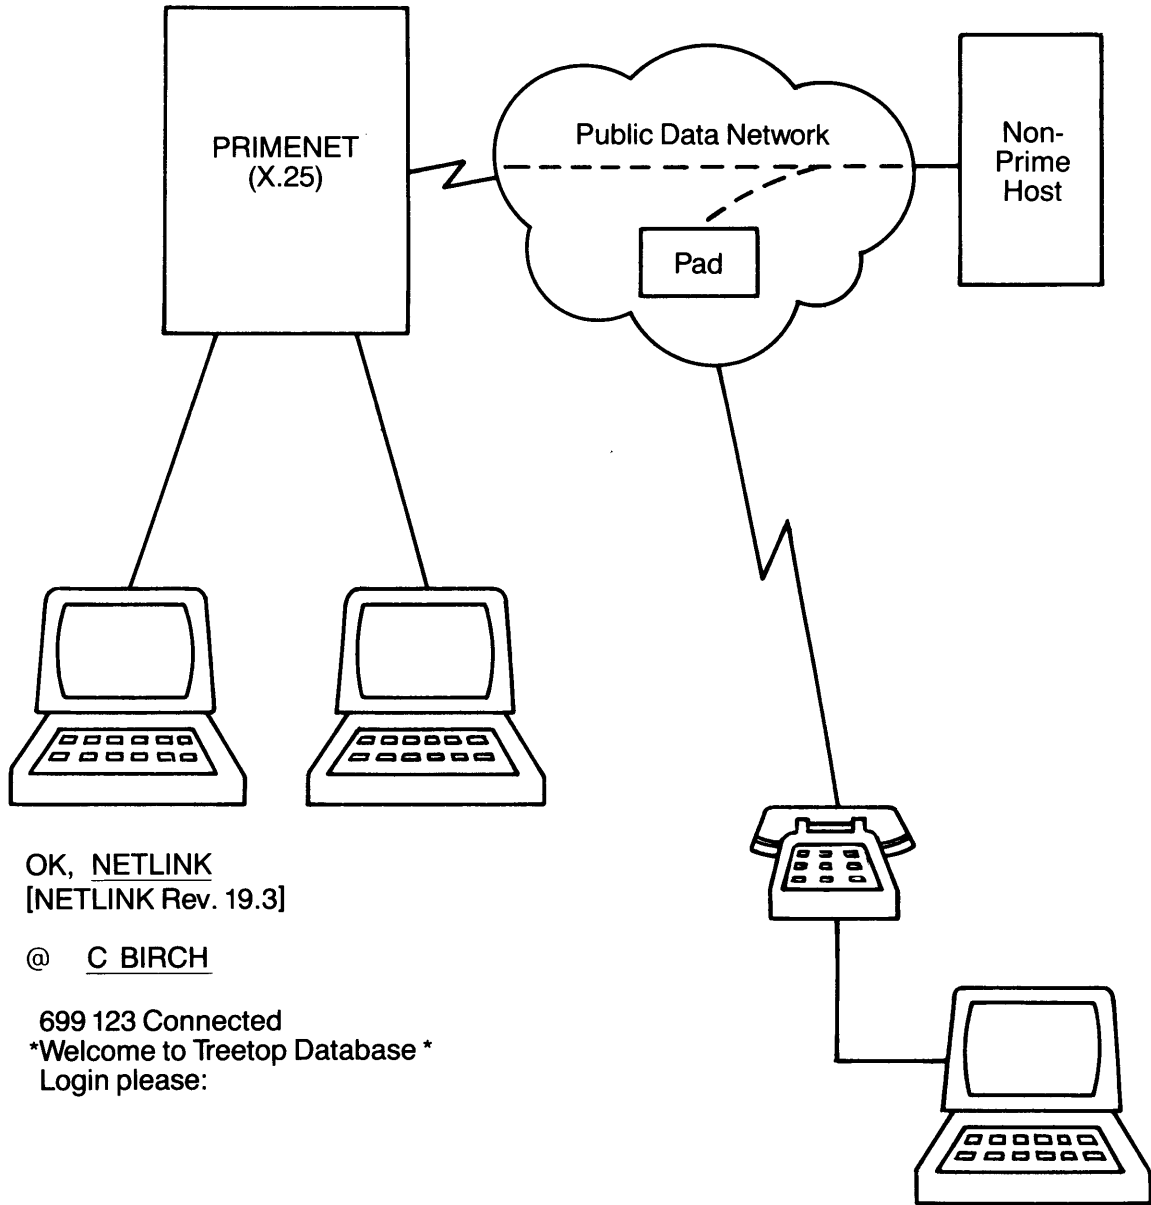 PRIMENET
(X.25)
Public Data Network
Pad
Non-
Prime
Host
OK, NETLINK
[NETLINK Rev. 19.3]
@ C BIRCH
699 123 Connected
*Welcome to Treetop Database *
Login please: